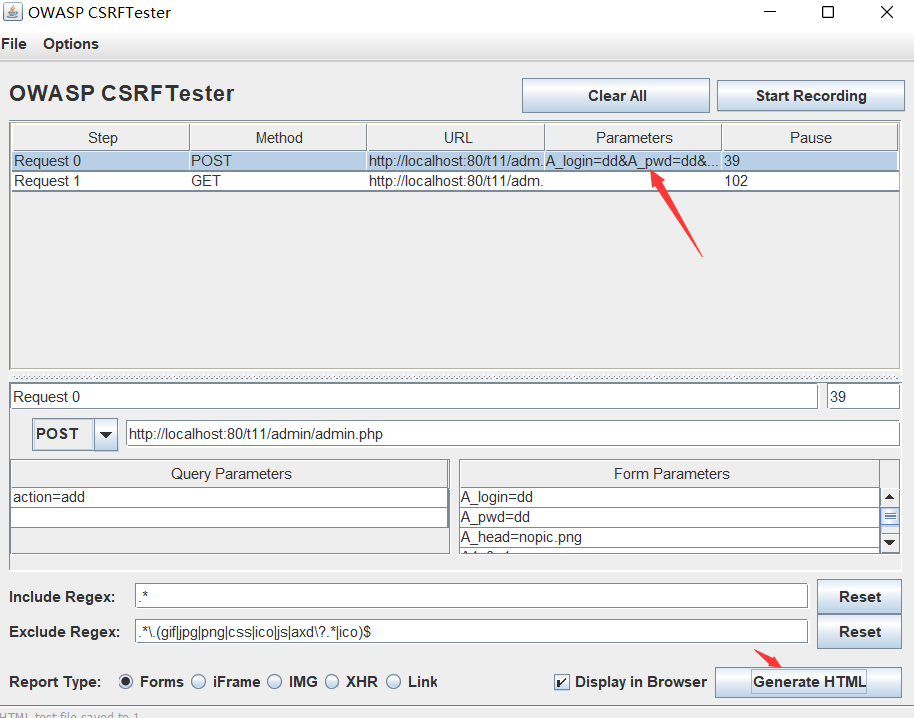 OWASP CSRFTester
File Options
OWASP CSRFTester
Clear All
Start Recording
Step Method URL Parameters Pause
Request 0 POST http://localhost:80/t11/adm. A_login=dd&A_pwd=dd&... 39
Request 1 GET http://localhost:80/t11/adm. 102
Request 0 39
POST http://localhost:80/t11/admin/admin.php
Query Parameters Form Parameters
action=add A_login=dd
A_pwd=dd
A_head=nopic.png
Include Regex: .* Reset
Exclude Regex: .*\.(gif|jpg|png|css|ico|js|axd\?.*|ico)$ Reset
Report Type: Forms iFrame IMG XHR Link Display in Browser Generate HTML
HTML test file saved to 1